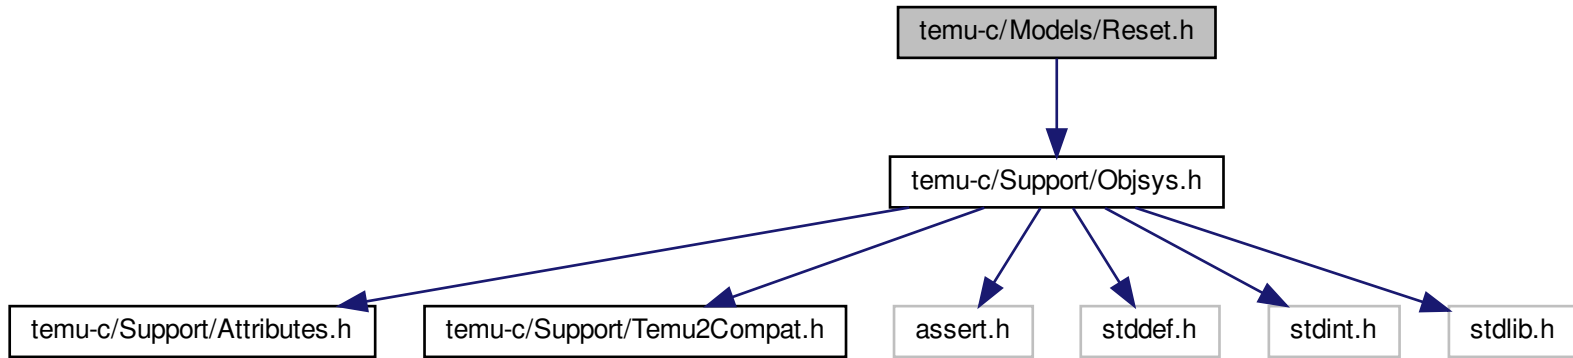 temu-c/Models/Reset.h
temu-c/Support/Objsys.h
temu-c/Support/Attributes.h
temu-c/Support/Temu2Compat.h
assert.h
stddef.h
stdint.h
stdlib.h